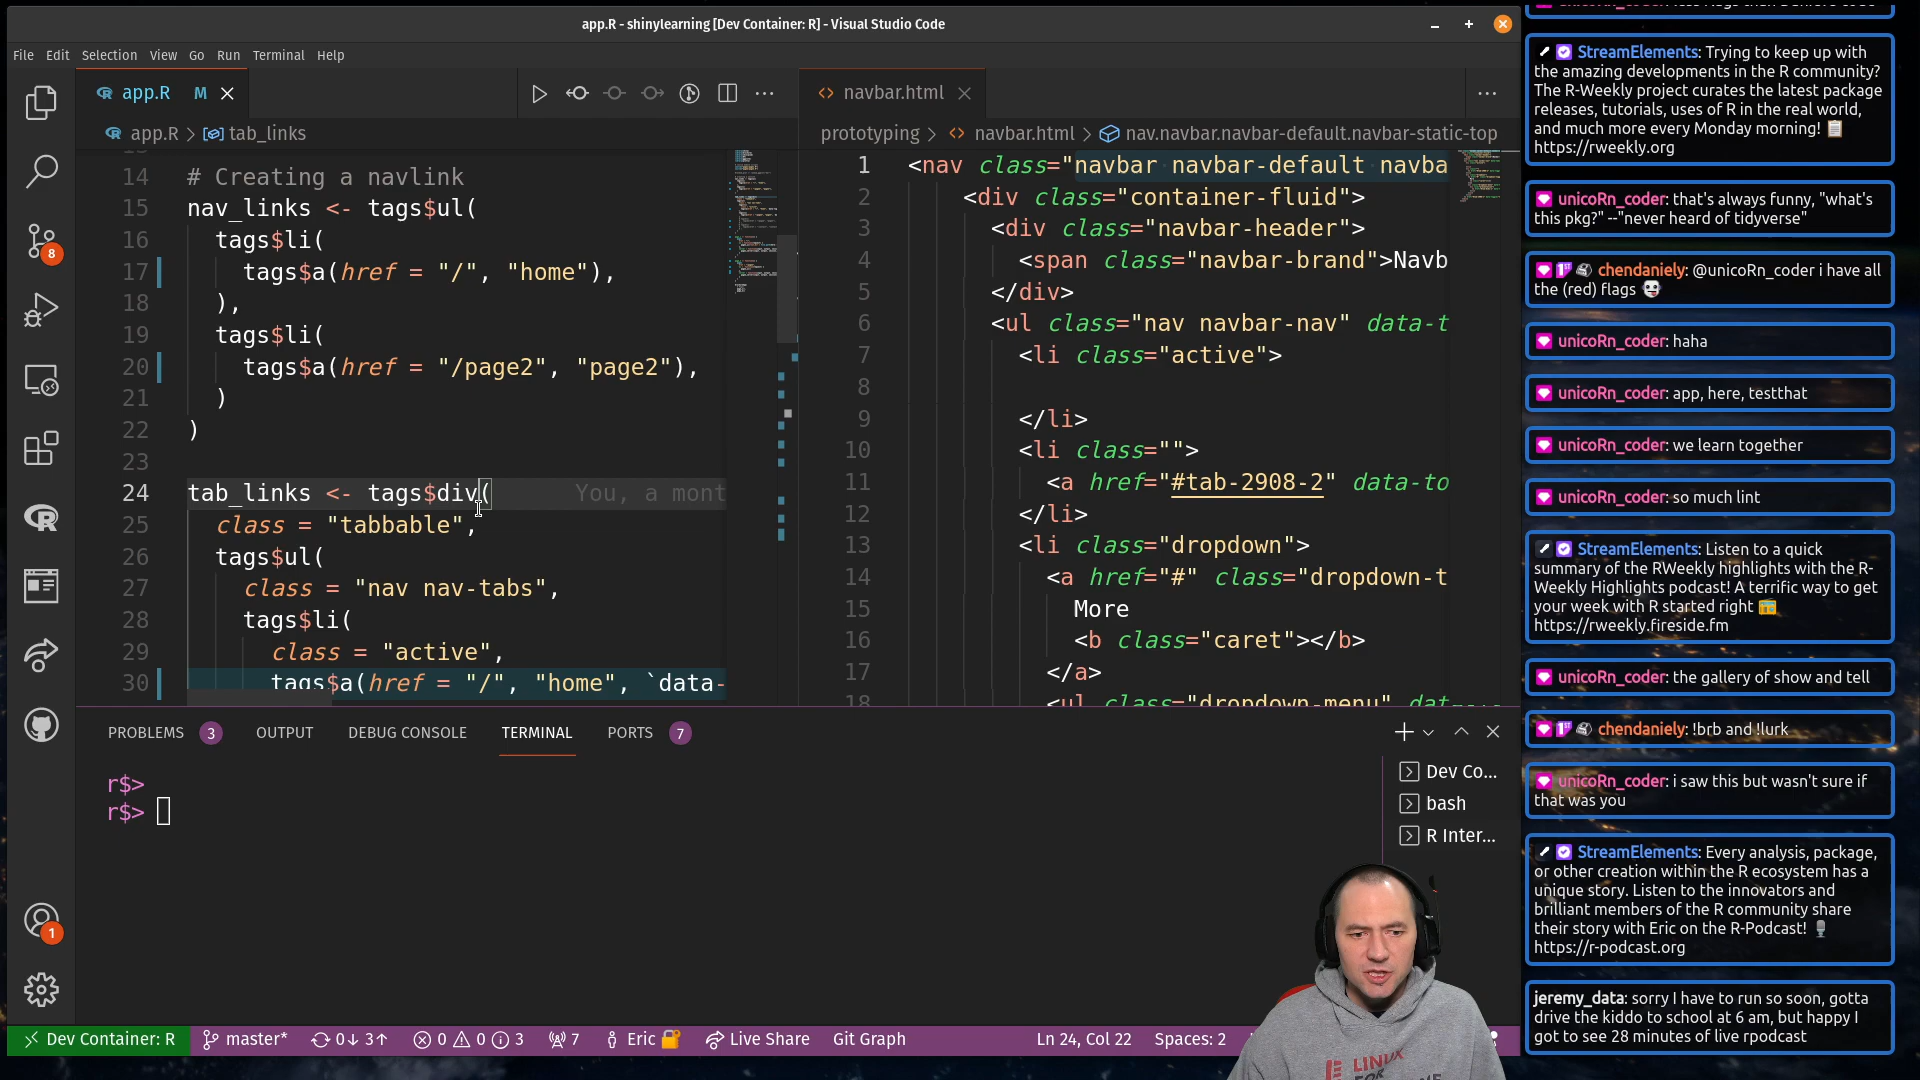 app.R - shinylearning [Dev Container: R] - Visual Studio Code
File Edit Selection View Go Run Terminal Help
app.R M
navbar.html
app.R > tab_links
prototyping > navbar.html > nav.navbar.navbar-default.navbar-static-top
14 # Creating a navlink
15 nav_links <- tags$ul(
16 tags$li(
17 tags$a(href = "/", "home"),
18 ),
19 tags$li(
20 tags$a(href = "/page2", "page2"),
21 )
22 )
23
24 tab_links <- tags$div( You, a mont
25 class = "tabbable",
26 tags$ul(
27 class = "nav nav-tabs",
28 tags$li(
29 class = "active",
30 tags$a(href = "/", "home", `data-
1 <nav class="navbar navbar-default navba
2 <div class="container-fluid">
3 <div class="navbar-header">
4 <span class="navbar-brand">Navb
5 </div>
6 <ul class="nav navbar-nav" data-t
7 <li class="active">
8
9 </li>
10 <li class="">
11 <a href="#tab-2908-2" data-to
12 </li>
13 <li class="dropdown">
14 <a href="#" class="dropdown-t
15 More
16 <b class="caret"></b>
17 </a>
18 <ul class="dropdown-menu" dat
PROBLEMS 3 OUTPUT DEBUG CONSOLE TERMINAL PORTS 7
r$>
r$>
Dev Co...
bash
R Inter...
8
1
Dev Container: R master* 0↓ 3↑ 0 0 3 7 Eric Live Share Git Graph Ln 24, Col 22 Spaces: 2
LINUX
FOR
unicoRn_coder:
StreamElements: Trying to keep up with
the amazing developments in the R community?
The R-Weekly project curates the latest package
releases, tutorials, uses of R in the real world,
and much more every Monday morning! 📋
https://rweekly.org
unicoRn_coder: that's always funny, "what's
this pkg?" --"never heard of tidyverse"
chendaniely: @unicoRn_coder i have all
the (red) flags 👻
unicoRn_coder: haha
unicoRn_coder: app, here, testthat
unicoRn_coder: we learn together
unicoRn_coder: so much lint
StreamElements: Listen to a quick
summary of the RWeekly highlights with the R-
Weekly Highlights podcast! A terrific way to get
your week with R started right 📻
https://rweekly.fireside.fm
unicoRn_coder: the gallery of show and tell
chendaniely: !brb and !lurk
unicoRn_coder: i saw this but wasn't sure if
that was you
StreamElements: Every analysis, package,
or other creation within the R ecosystem has a
unique story. Listen to the innovators and
brilliant members of the R community share
their story with Eric on the R-Podcast! 🎙️
https://r-podcast.org
jeremy_data: sorry I have to run so soon, gotta
drive the kiddo to school at 6 am, but happy I
got to see 28 minutes of live rpodcast